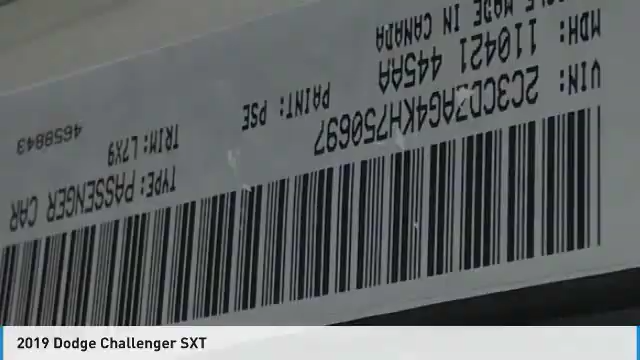 VIN: 2C3CDZAG4KH750697
TYPE: PASSENGER CAR
MDH: 110421 445AA
PAINT: PSE
TRIM: L7X9
MADE IN CANADA
4658843
2019 Dodge Challenger SXT